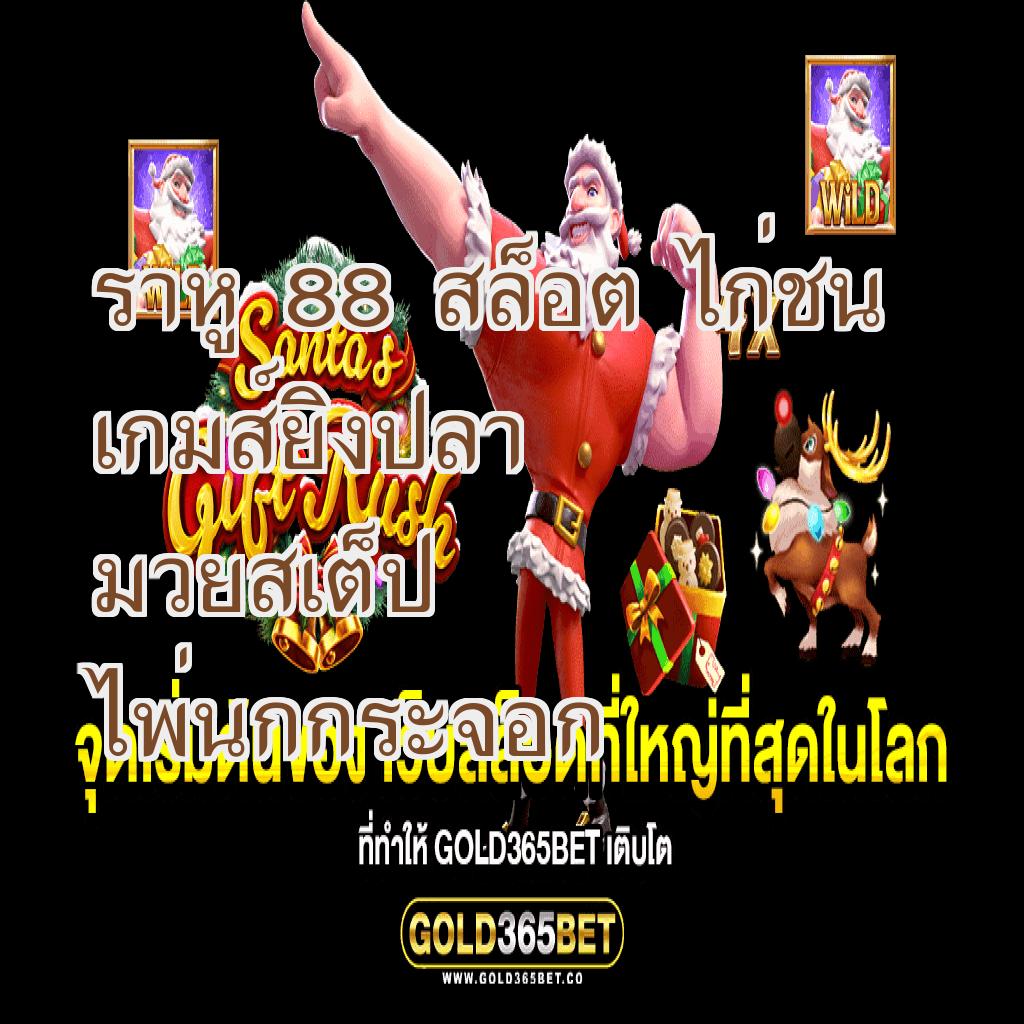 WILD
ราหู 88 สล็อต ไก่ชน
Santa's
เกมส์ยิงปลา
Gift Rush
มวยสเต็ป
ไพ่นกกระจอก
ที่ใหญ่ที่สุดในโลก
ที่ทำให้ GOLD365BET เติบโต
GOLD365BET
WWW.GOLD365BET.CO